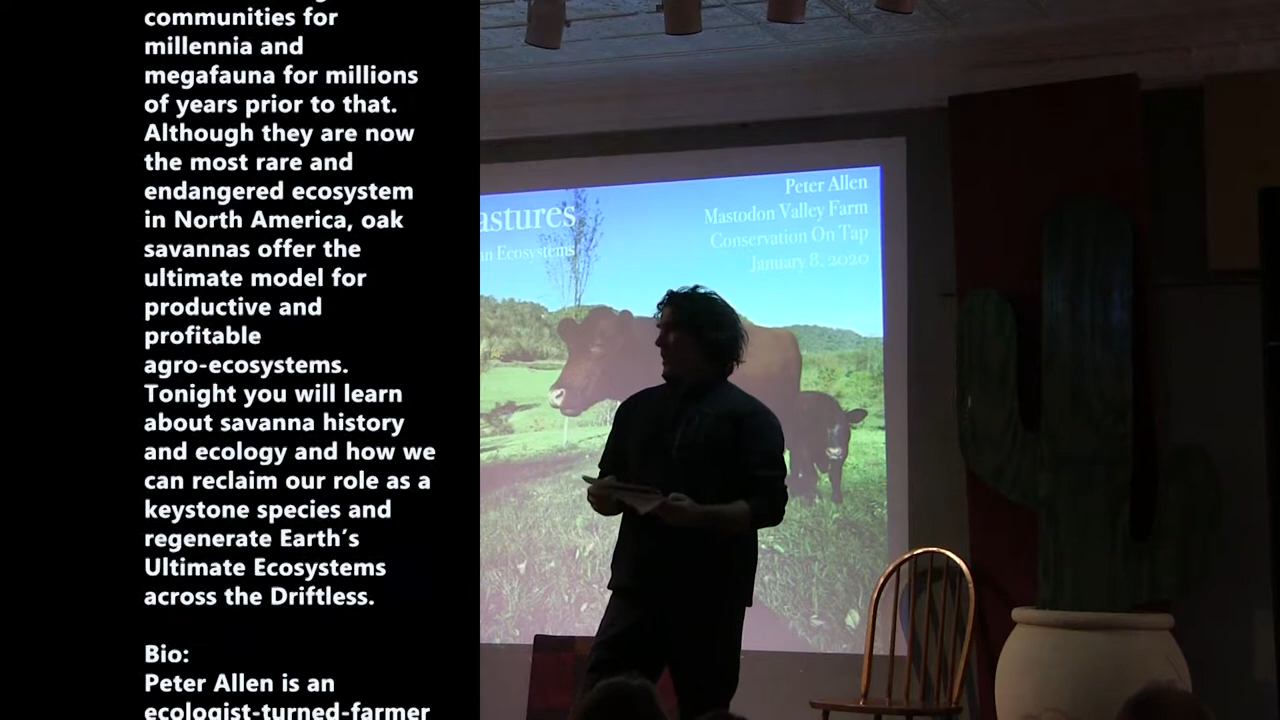 communities for
millennia and
megafauna for millions
of years prior to that.
Although they are now
the most rare and
endangered ecosystem
in North America, oak
savannas offer the
ultimate model for
productive and
profitable
agro-ecosystems.
Tonight you will learn
about savanna history
and ecology and how we
can reclaim our role as a
keystone species and
regenerate Earth's
Ultimate Ecosystems
across the Driftless.
Bio:
Peter Allen is an
ecologist-turned-farmer
astures
an Ecosystems
Peter Allen
Mastodon Valley Farm
Conservation On Tap
January 8, 2020